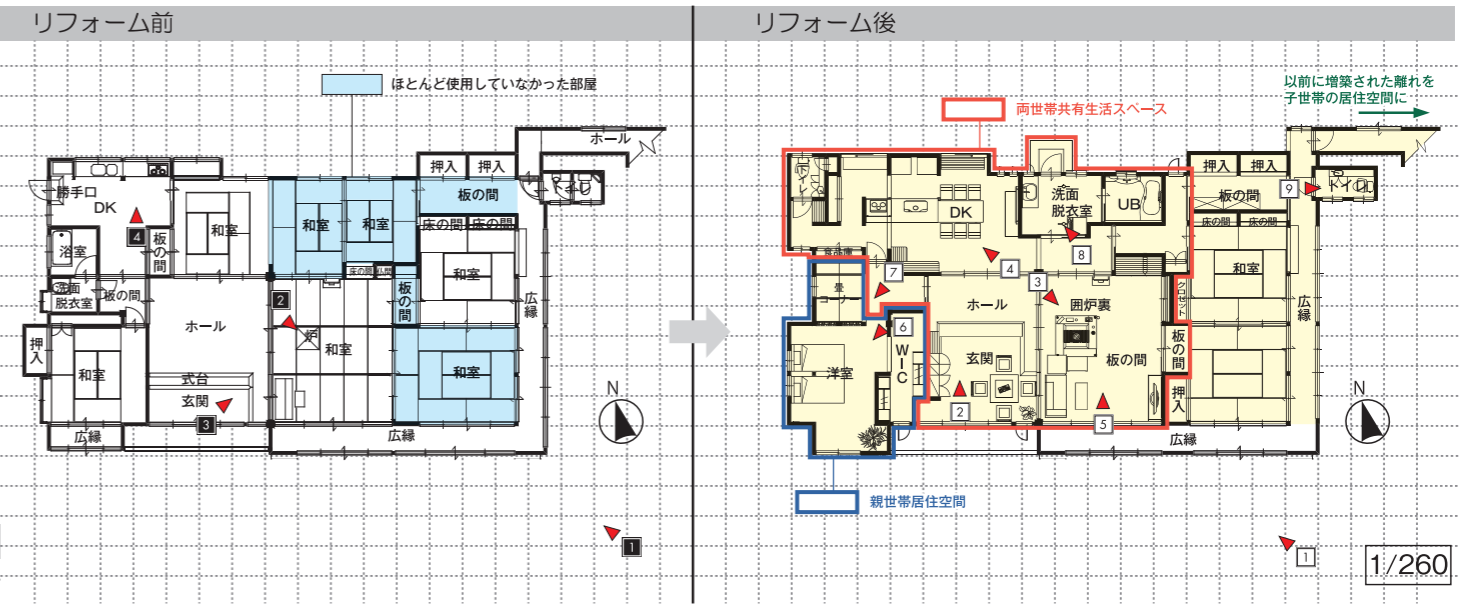 リフォーム前
ほとんど使用していなかった部屋
ホール
押入
押入
トイレ
勝手口
DK
4
和室
和室
和室
板の間
床の間
床の間
浴室
板の間
床の間
仏間
和室
洗面
脱衣室
板の間
2
板の間
広縁
ホール
炉
和室
押入
和室
式台
玄関
3
和室
広縁
広縁
N
1
リフォーム後
以前に増築された離れを
子世帯の居住空間に
両世帯共有生活スペース
トイレ
DK
洗面
脱衣室
UB
押入
押入
板の間
9
トイレ
床の間
床の間
食品庫
4
8
和室
7
3
畳
コーナー
ホール
囲炉裏
クロゼット
広縁
6
WIC
洋室
玄関
板の間
板の間
2
5
押入
広縁
N
親世帯居住空間
1
1/260